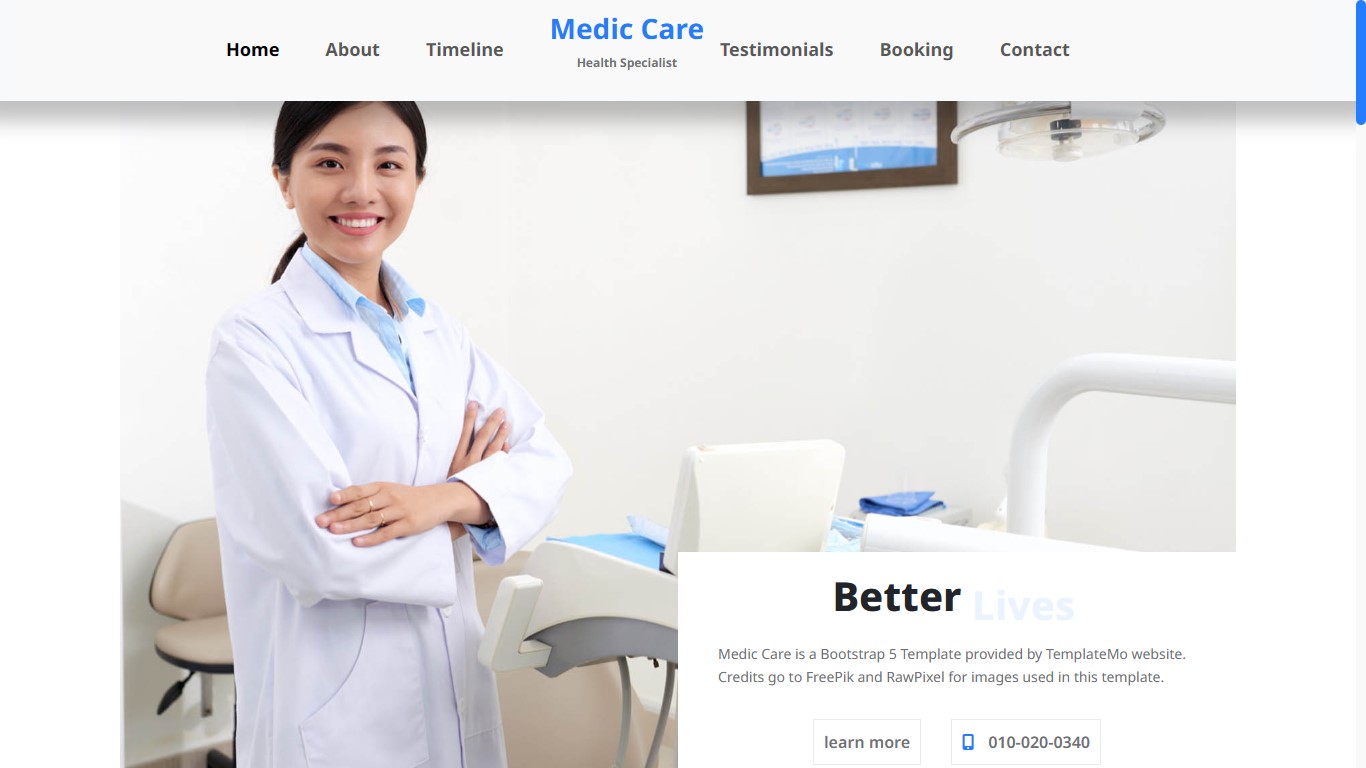 Home About Timeline Medic Care Testimonials Booking Contact
Health Specialist
Better Lives
Medic Care is a Bootstrap 5 Template provided by TemplateMo website.
Credits go to FreePik and RawPixel for images used in this template.
learn more 010-020-0340